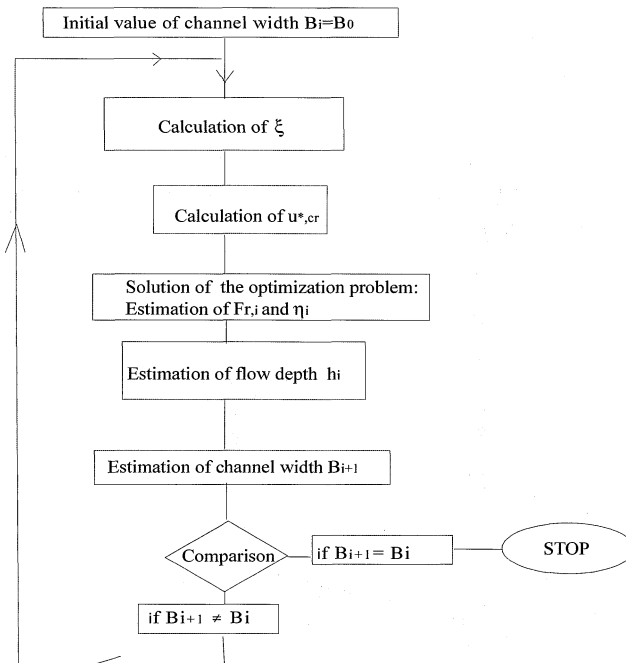 Initial value of channel width Bi=B0
Calculation of ξ
Calculation of u*,cr
Solution of the optimization problem:
Estimation of Fr,i and ηi
Estimation of flow depth hi
Estimation of channel width Bi+1
Comparison
if Bi+1= Bi
STOP
if Bi+1 ≠ Bi